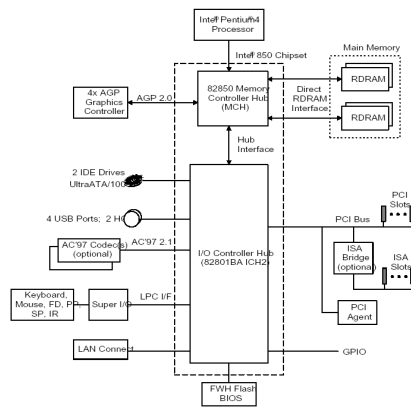 Intel® Pentium4
Processor
Intel® 850 Chipset
Main Memory
4x AGP
Graphics
Controller
AGP 2.0
82850 Memory
Controller Hub
(MCH)
Direct
RDRAM
Interface
RDRAM
RDRAM
Hub
Interface
2 IDE Drives
UltraATA/100
4 USB Ports; 2 HC
AC'97 Codec(s)
(optional)
AC'97 2.1
I/O Controller Hub
(82801BA ICH2)
PCI Bus
PCI
Slots
ISA
Bridge
(optional)
ISA
Slots
Keyboard,
Mouse, FD, PP,
SP, IR
Super I/O
LPC I/F
PCI
Agent
LAN Connect
GPIO
FWH Flash
BIOS